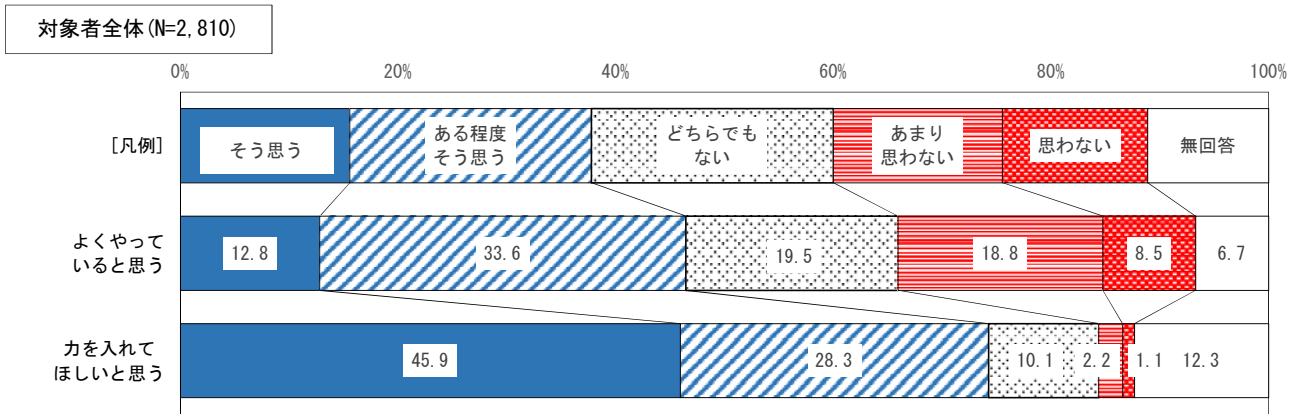 対象者全体(N=2,810)
0% 20% 40% 60% 80% 100%
[凡例]
そう思う
ある程度
そう思う
どちらでも
ない
あまり
思わない
思わない
無回答
よくやって
いると思う
12.8 33.6 19.5 18.8 8.5 6.7
力を入れて
ほしいと思う
45.9 28.3 10.1 2.2 1.1 12.3